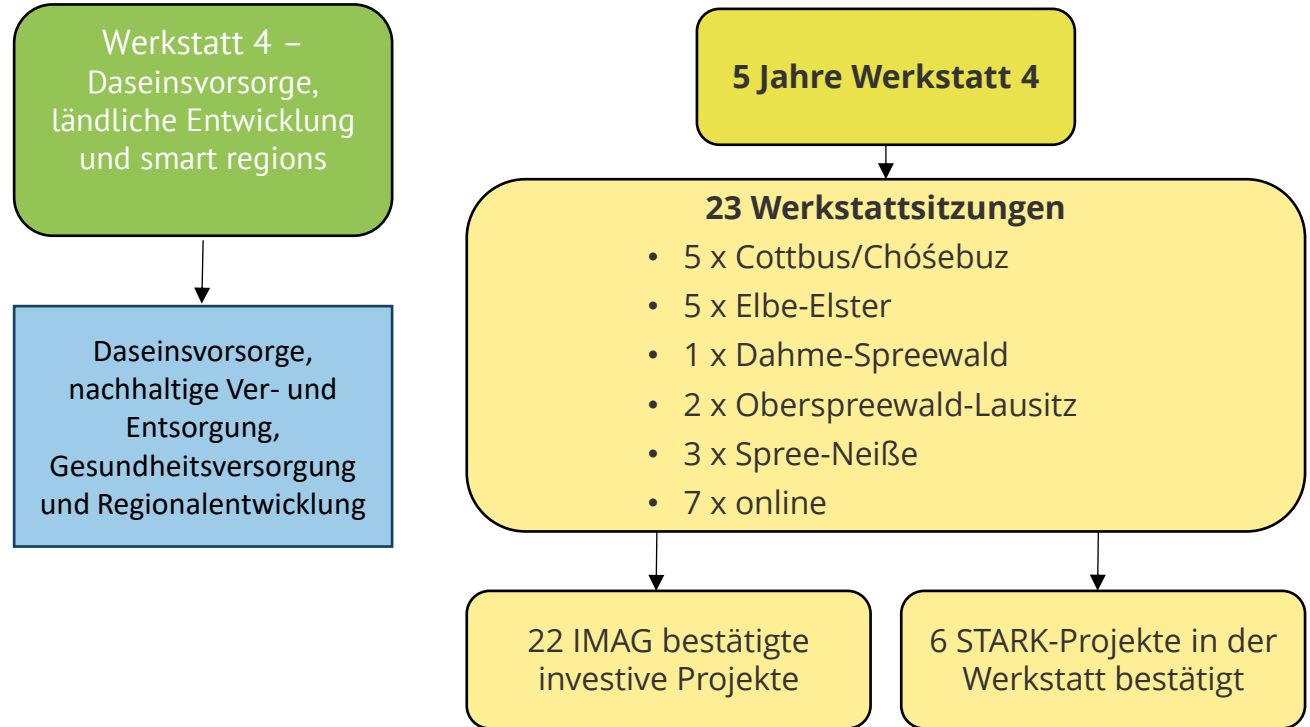 Werkstatt 4 –
Daseinsvorsorge,
ländliche Entwicklung
und smart regions
Daseinsvorsorge,
nachhaltige Ver- und
Entsorgung,
Gesundheitsversorgung
und Regionalentwicklung
5 Jahre Werkstatt 4
23 Werkstattsitzungen
• 5 x Cottbus/Chóśebuz
• 5 x Elbe-Elster
• 1 x Dahme-Spreewald
• 2 x Oberspreewald-Lausitz
• 3 x Spree-Neiße
• 7 x online
22 IMAG bestätigte
investive Projekte
6 STARK-Projekte in der
Werkstatt bestätigt